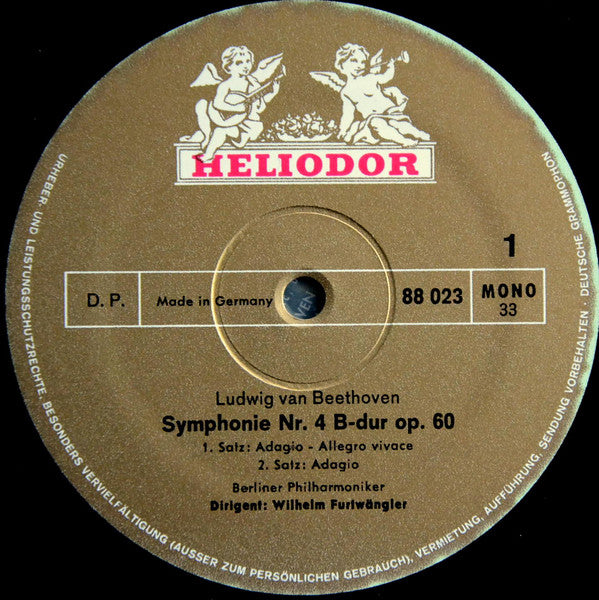 HELIODOR
1
D. P.
Made in Germany
88 023
MONO
33
Ludwig van Beethoven
Symphonie Nr. 4 B-dur op. 60
1. Satz: Adagio - Allegro vivace
2. Satz: Adagio
Berliner Philharmoniker
Dirigent: Wilhelm Furtwängler
URHEBER- UND LEISTUNGSSCHUTZRECHTE, BESONDERS VERVIELFÄLTIGUNG (AUSSER ZUM PERSÖNLICHEN GEBRAUCH), VERMIETUNG, AUFFÜHRUNG, SENDUNG VORBEHALTEN · DEUTSCHE GRAMMOPHON